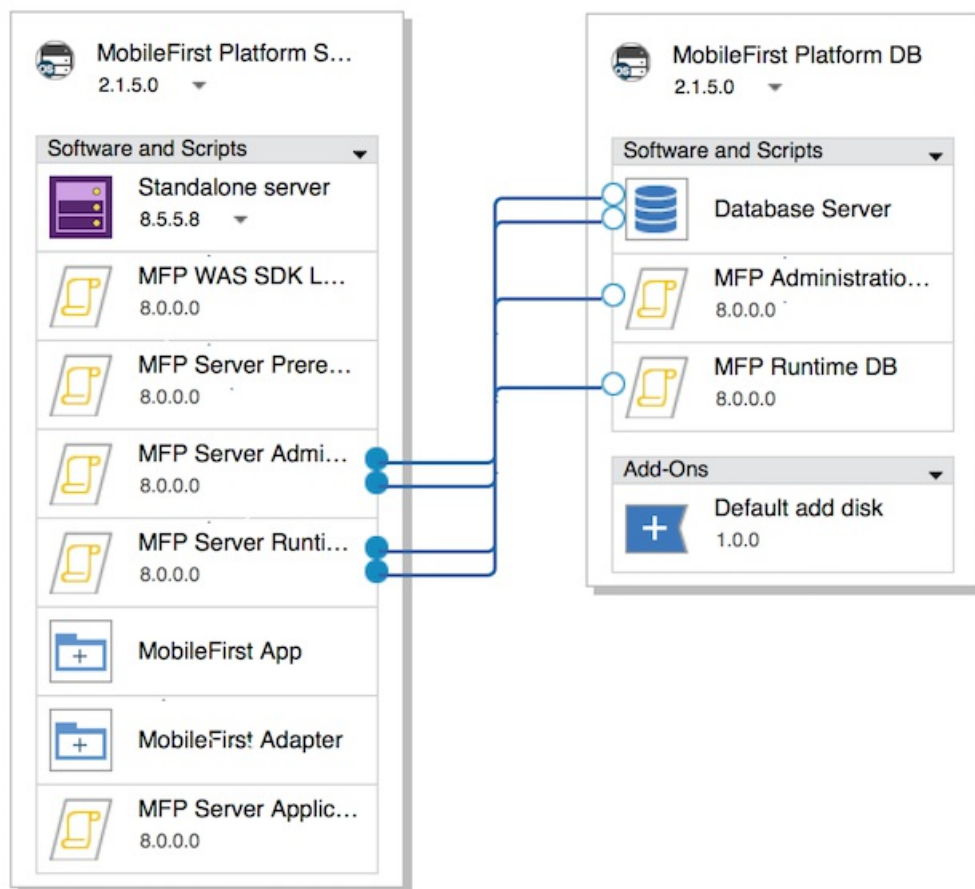 MobileFirst Platform S...
2.1.5.0
Software and Scripts
Standalone server
8.5.5.8
MFP WAS SDK L...
8.0.0.0
MFP Server Prere...
8.0.0.0
MFP Server Admi...
8.0.0.0
MFP Server Runti...
8.0.0.0
MobileFirst App
MobileFirst Adapter
MFP Server Applic...
8.0.0.0
MobileFirst Platform DB
2.1.5.0
Software and Scripts
Database Server
MFP Administratio...
8.0.0.0
MFP Runtime DB
8.0.0.0
Add-Ons
Default add disk
1.0.0